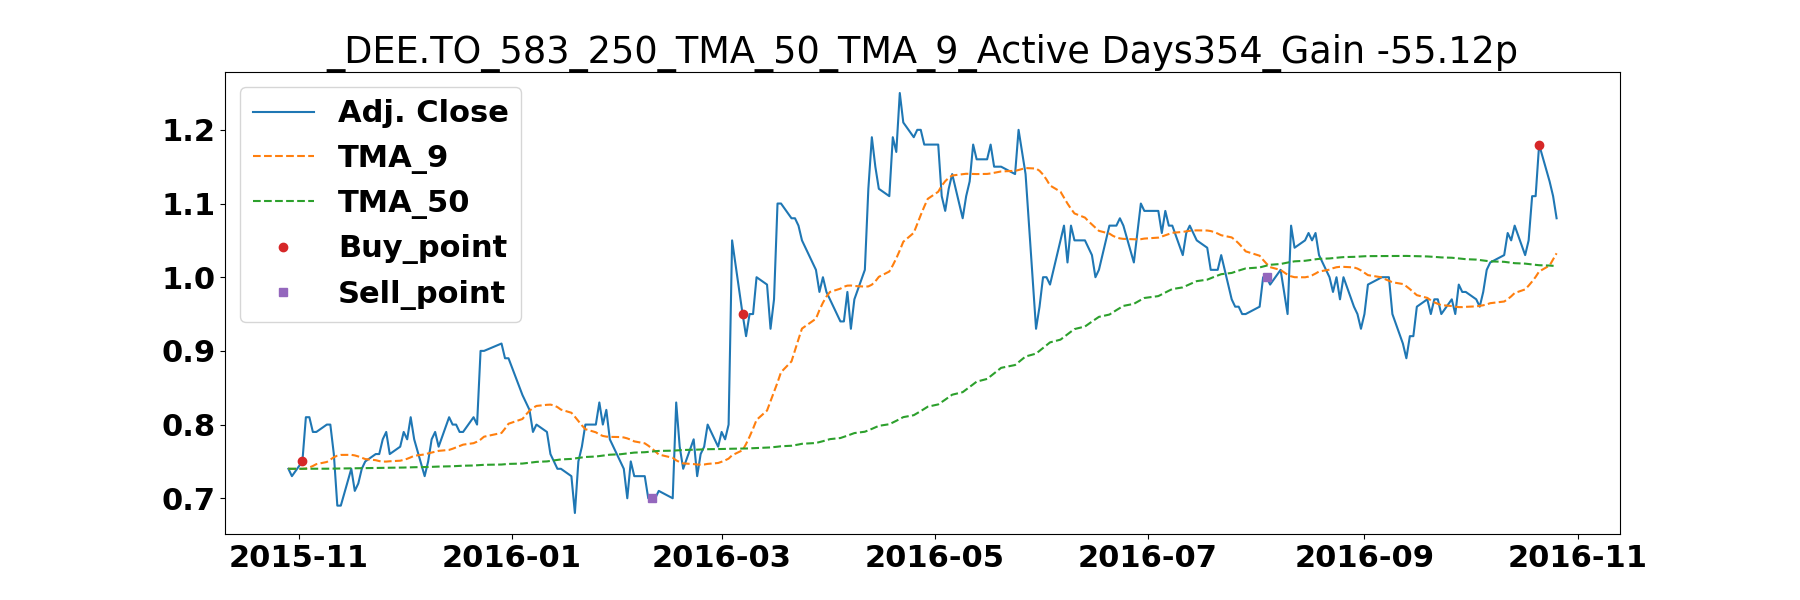 _DEE.TO_583_250_TMA_50_TMA_9_Active Days354_Gain -55.12p
Adj. Close
TMA_9
TMA_50
Buy_point
Sell_point
1.2
1.1
1.0
0.9
0.8
0.7
2015-11 2016-01 2016-03 2016-05 2016-07 2016-09 2016-11